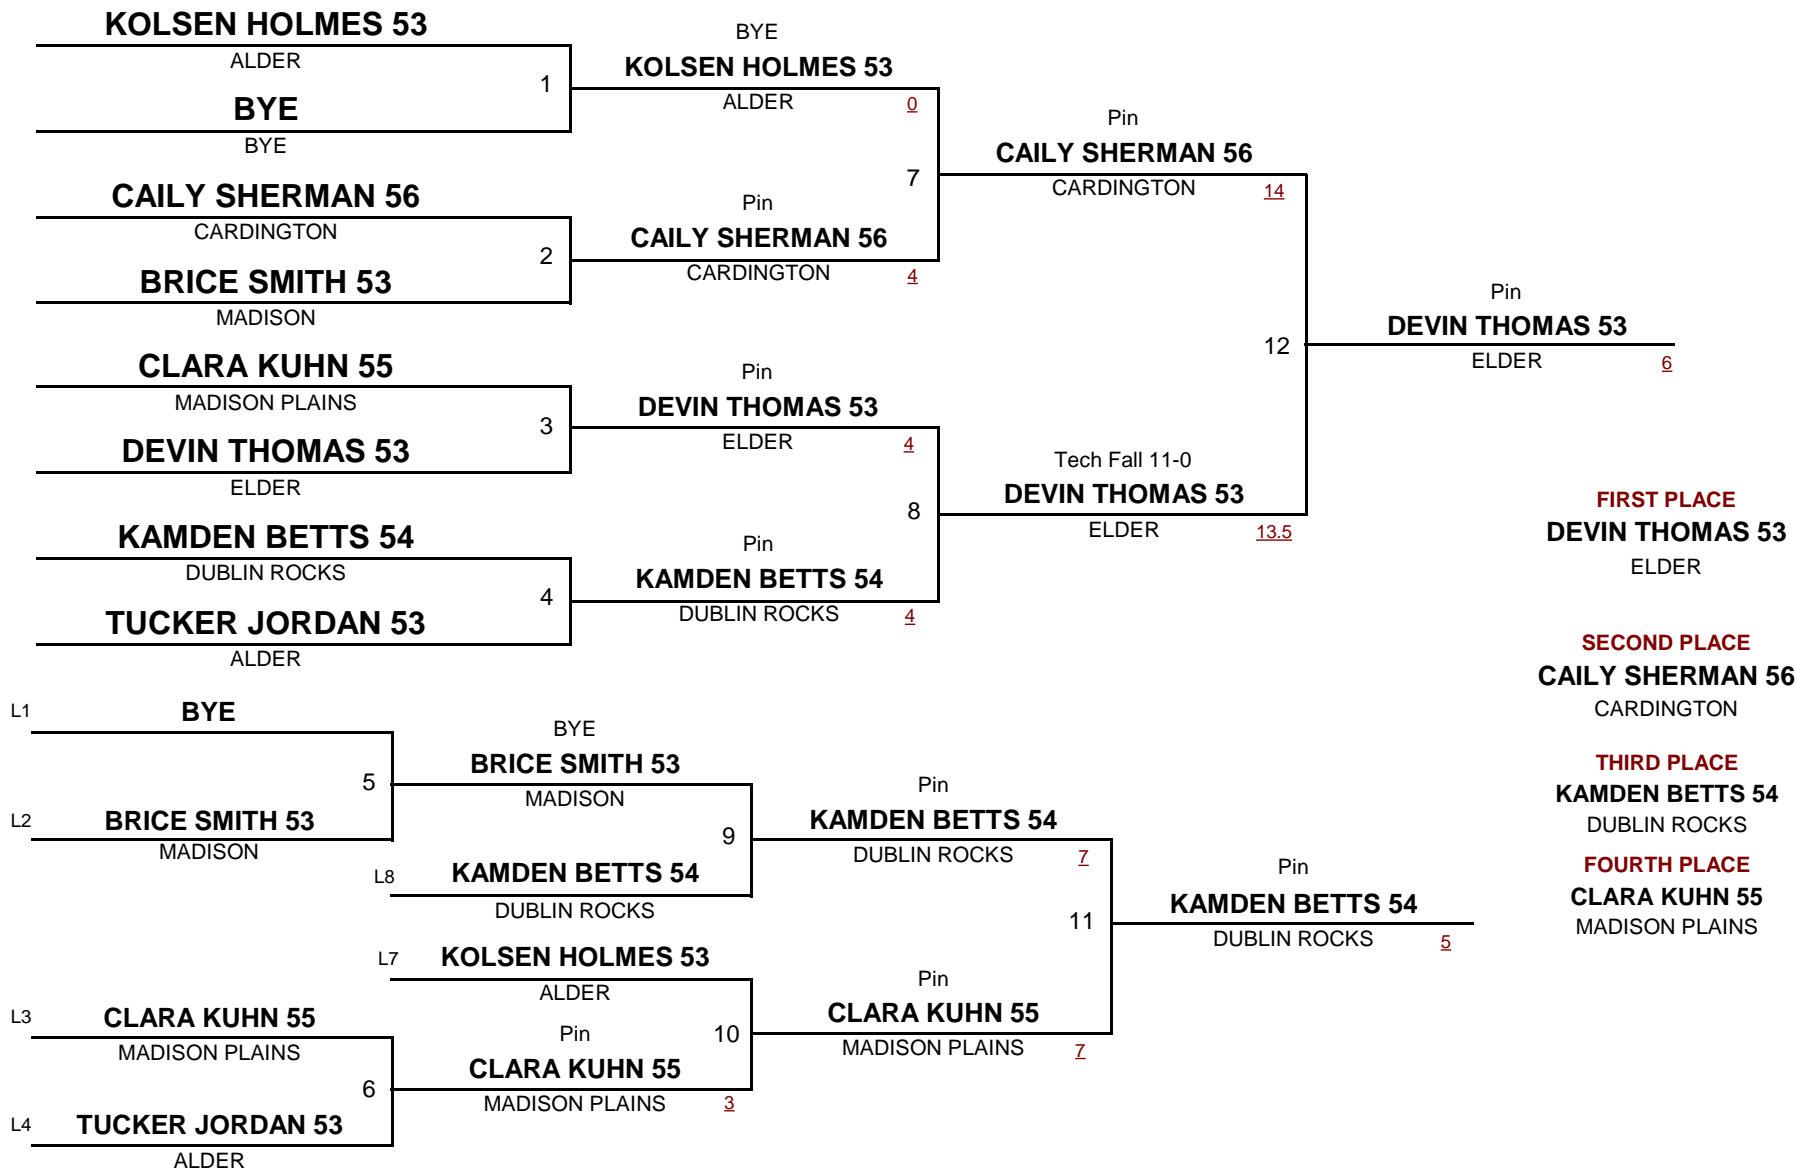 KOLSEN HOLMES 53
ALDER
1
BYE
BYE
CAILY SHERMAN 56
CARDINGTON
2
BRICE SMITH 53
MADISON
CLARA KUHN 55
MADISON PLAINS
3
DEVIN THOMAS 53
ELDER
KAMDEN BETTS 54
DUBLIN ROCKS
4
TUCKER JORDAN 53
ALDER
BYE
KOLSEN HOLMES 53
ALDER 0
7
Pin
CAILY SHERMAN 56
CARDINGTON 4
Pin
DEVIN THOMAS 53
ELDER 4
8
Pin
KAMDEN BETTS 54
DUBLIN ROCKS 4
Pin
CAILY SHERMAN 56
CARDINGTON 14
12
Tech Fall 11-0
DEVIN THOMAS 53
ELDER 13.5
Pin
DEVIN THOMAS 53
ELDER 6
FIRST PLACE
DEVIN THOMAS 53
ELDER
SECOND PLACE
CAILY SHERMAN 56
CARDINGTON
THIRD PLACE
KAMDEN BETTS 54
DUBLIN ROCKS
FOURTH PLACE
CLARA KUHN 55
MADISON PLAINS
L1 BYE
5
L2 BRICE SMITH 53
MADISON
BYE
BRICE SMITH 53
MADISON
9
L8 KAMDEN BETTS 54
DUBLIN ROCKS
L7 KOLSEN HOLMES 53
ALDER
10
Pin
CLARA KUHN 55
MADISON PLAINS 3
L3 CLARA KUHN 55
MADISON PLAINS
6
L4 TUCKER JORDAN 53
ALDER
Pin
KAMDEN BETTS 54
DUBLIN ROCKS 7
11
Pin
CLARA KUHN 55
MADISON PLAINS 7
Pin
KAMDEN BETTS 54
DUBLIN ROCKS 5